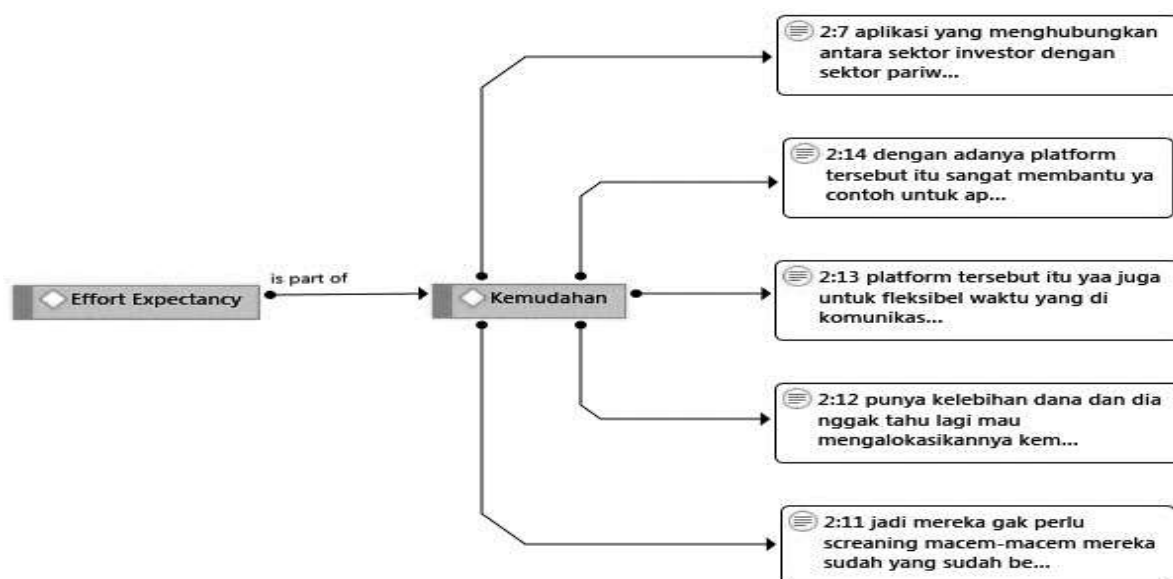 2:7 aplikasi yang menghubungkan
antara sektor investor dengan
sektor pariw...
2:14 dengan adanya platform
tersebut itu sangat membantu ya
contoh untuk ap...
is part of
Effort Expectancy
Kemudahan
2:13 platform tersebut itu yaa juga
untuk fleksibel waktu yang di
komunikas...
2:12 punya kelebihan dana dan dia
nggak tahu lagi mau
mengalokasikannya kem...
2:11 jadi mereka gak perlu
screaning macem-macem mereka
sudah yang sudah be...